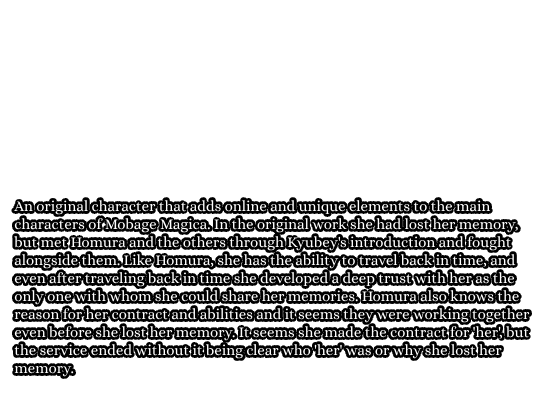 An original character that adds online and unique elements to the main
characters of Mobage Magica. In the original work she had lost her memory.
but met Homura and the others through Kyubey's introduction and fought
alongside them. Like Homura, she has the ability to travel back in time, and
even after traveling back in time she developed a deep trust with her as the
only one with whom she could share her memories. Homura also knows the
reason for her contract and abilities and it seems they were working together
even before she lost her memory. It seems she made the contract for 'her', but
the service ended without it being clear who 'her' was or why she lost her
memory.